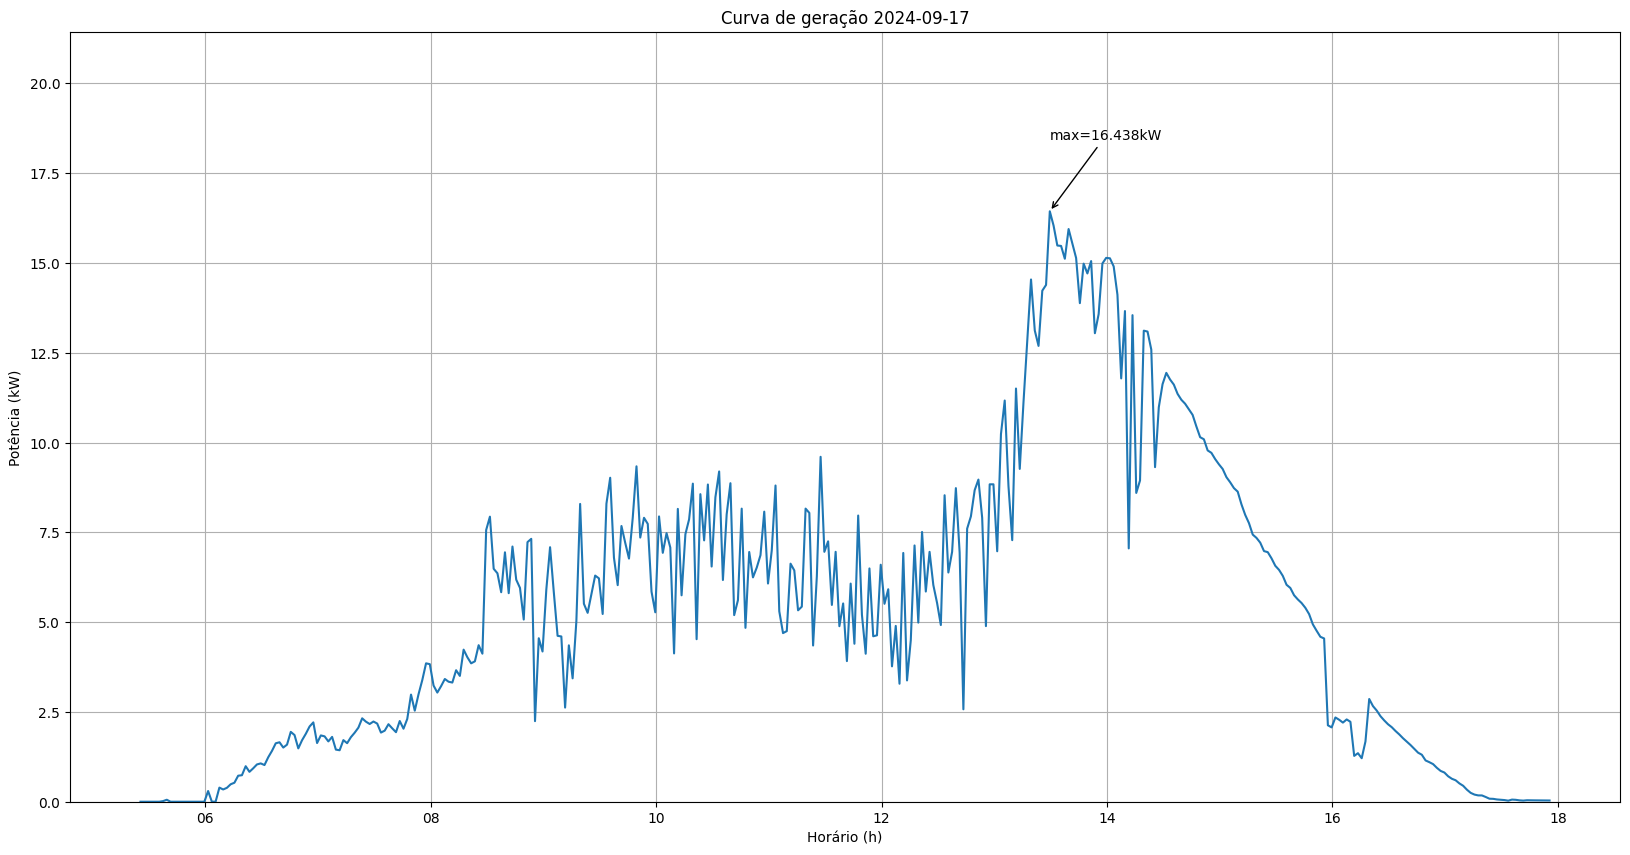 Curva de geração 2024-09-17
20.0
17.5
15.0
12.5
10.0
7.5
5.0
2.5
0.0
Potência (kW)
max=16.438kW
06 08 10 12 14 16 18
Horário (h)